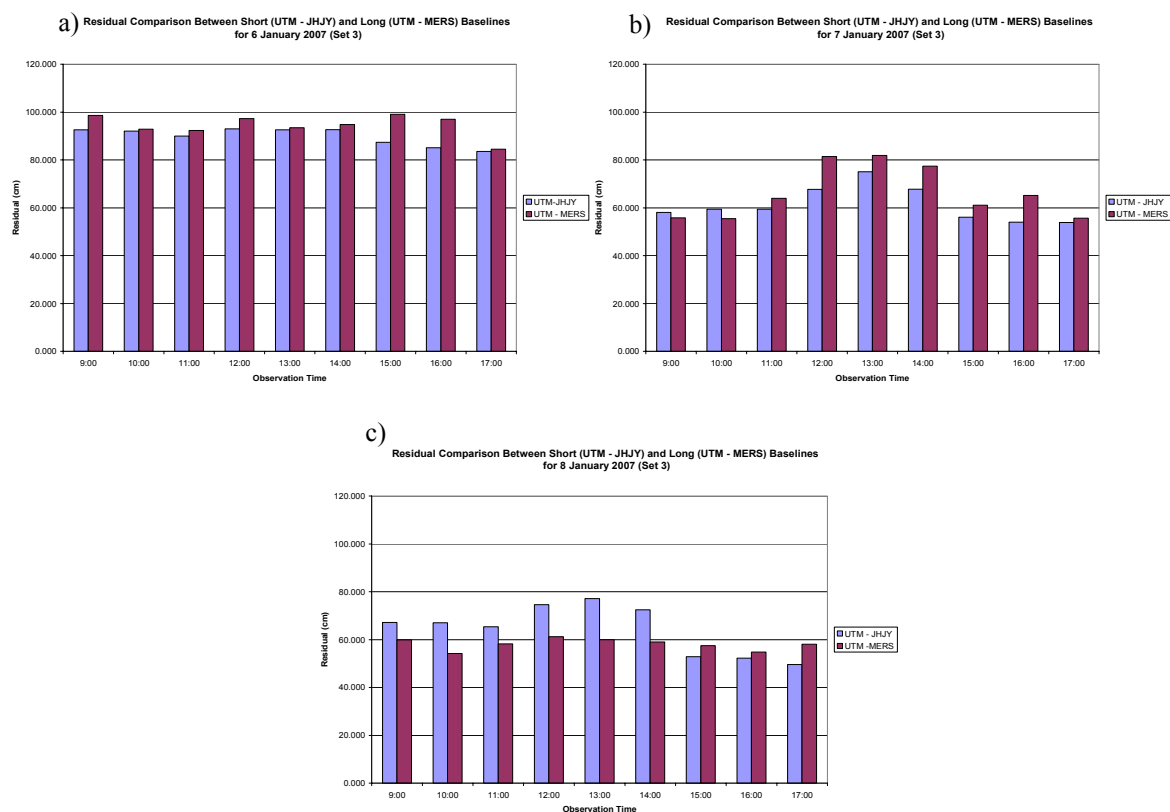 a)
Residual Comparison Between Short (UTM - JHJY) and Long (UTM - MERS) Baselines
for 6 January 2007 (Set 3)
120.000
100.000
80.000
60.000
40.000
20.000
0.000
Residual (cm)
9:00 10:00 11:00 12:00 13:00 14:00 15:00 16:00 17:00
Observation Time
UTM-JHJY
UTM - MERS
b)
Residual Comparison Between Short (UTM - JHJY) and Long (UTM - MERS) Baselines
for 7 January 2007 (Set 3)
120.000
100.000
80.000
60.000
40.000
20.000
0.000
Residual (cm)
9:00 10:00 11:00 12:00 13:00 14:00 15:00 16:00 17:00
Observation Time
UTM - JHJY
UTM - MERS
c)
Residual Comparison Between Short (UTM - JHJY) and Long (UTM - MERS) Baselines
for 8 January 2007 (Set 3)
120.000
100.000
80.000
60.000
40.000
20.000
0.000
Residual (cm)
9:00 10:00 11:00 12:00 13:00 14:00 15:00 16:00 17:00
Observation Time
UTM - JHJY
UTM -MERS